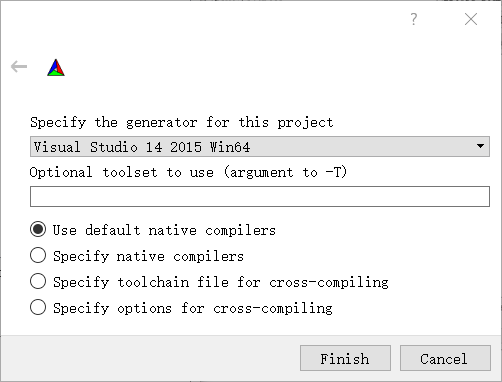 ?
Specify the generator for this project
Visual Studio 14 2015 Win64
Optional toolset to use (argument to -T)
Use default native compilers
Specify native compilers
Specify toolchain file for cross-compiling
Specify options for cross-compiling
Finish Cancel